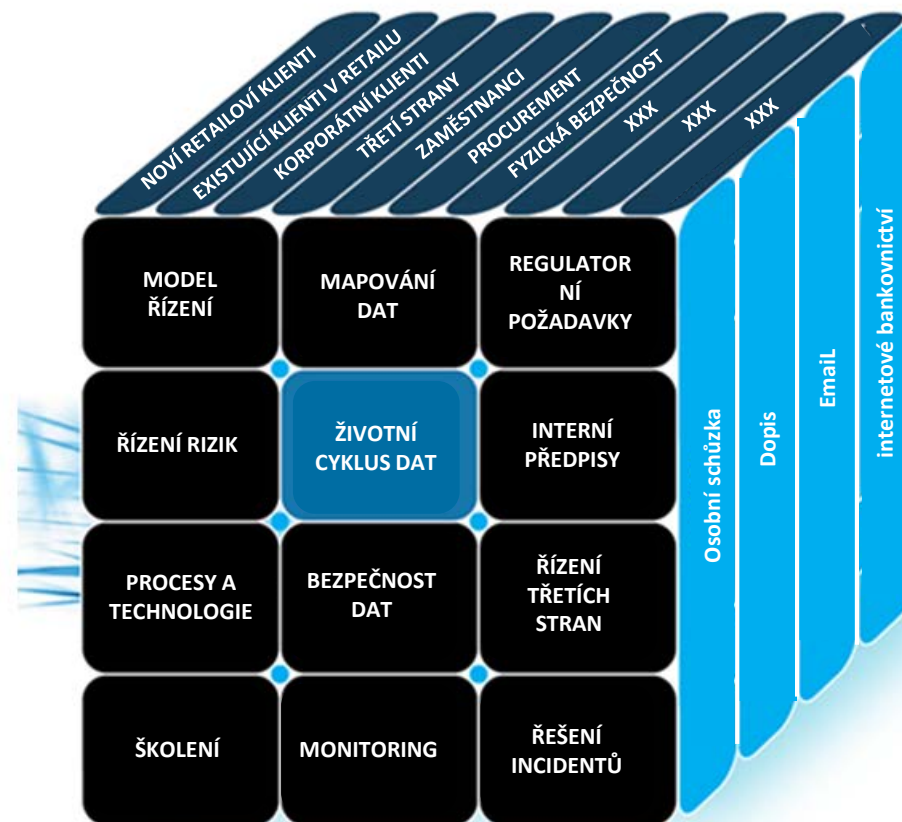 NOVÍ RETAILOVÍ KLIENTI
EXISTUJÍCÍ KLIENTI V RETAILU
KORPORÁTNÍ KLIENTI
TŘETÍ STRANY
ZAMĚSTNANCI
PROCUREMENT
FYZICKÁ BEZPEČNOST
XXX
XXX
XXX
MODEL
ŘÍZENÍ
MAPOVÁNÍ
DAT
REGULATOR
NÍ
POŽADAVKY
ŘÍZENÍ RIZIK
ŽIVOTNÍ
CYKLUS DAT
INTERNÍ
PŘEDPISY
PROCESY A
TECHNOLOGIE
BEZPEČNOST
DAT
ŘÍZENÍ
TŘETÍCH
STRAN
ŠKOLENÍ
MONITORING
ŘEŠENÍ
INCIDENTŮ
Osobní schůzka
Dopis
EmaiL
internetové bankovnictví